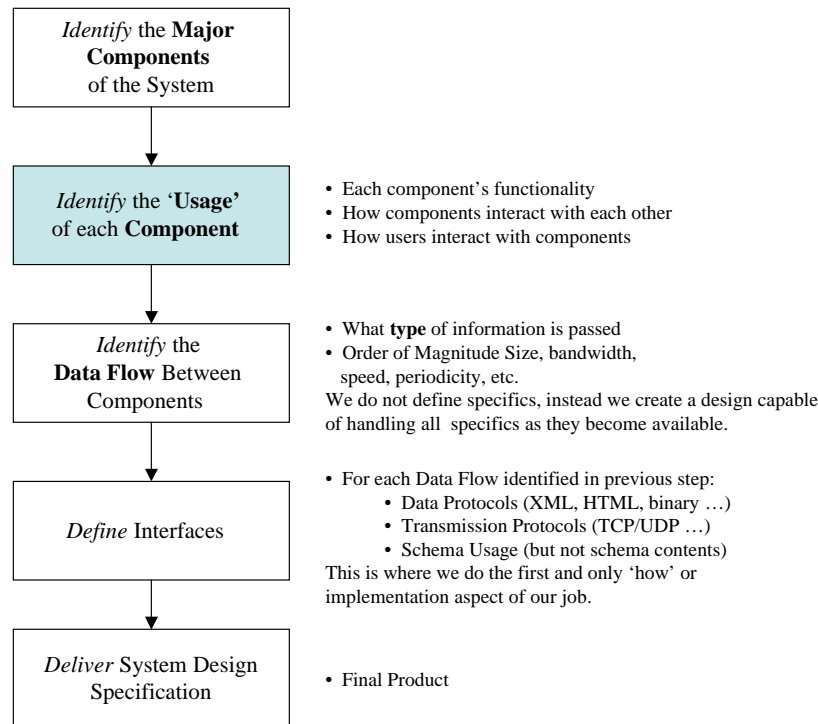 Identify the Major
Components
of the System
Identify the ‘Usage’
of each Component
• Each component’s functionality
• How components interact with each other
• How users interact with components
Identify the
Data Flow Between
Components
• What type of information is passed
• Order of Magnitude Size, bandwidth,
speed, periodicity, etc.
We do not define specifics, instead we create a design capable
of handling all specifics as they become available.
Define Interfaces
• For each Data Flow identified in previous step:
• Data Protocols (XML, HTML, binary …)
• Transmission Protocols (TCP/UDP …)
• Schema Usage (but not schema contents)
This is where we do the first and only ‘how’ or
implementation aspect of our job.
Deliver System Design
Specification
• Final Product